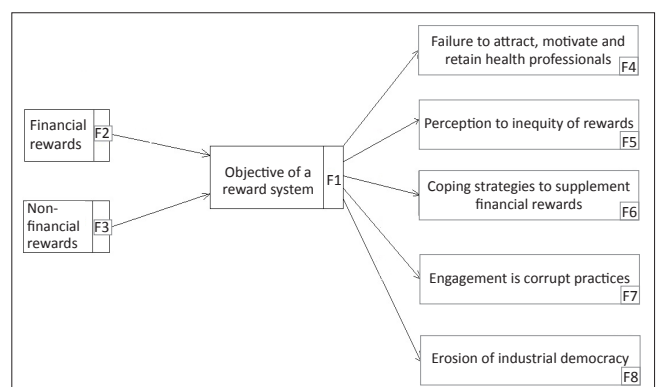 Financial
rewards
F2
Non-
financial
rewards
F3
Objective of a
reward system
F1
Failure to attract, motivate and
retain health professionals
F4
Perception to inequity of rewards
F5
Coping strategies to supplement
financial rewards
F6
Engagement is corrupt practices
F7
Erosion of industrial democracy
F8